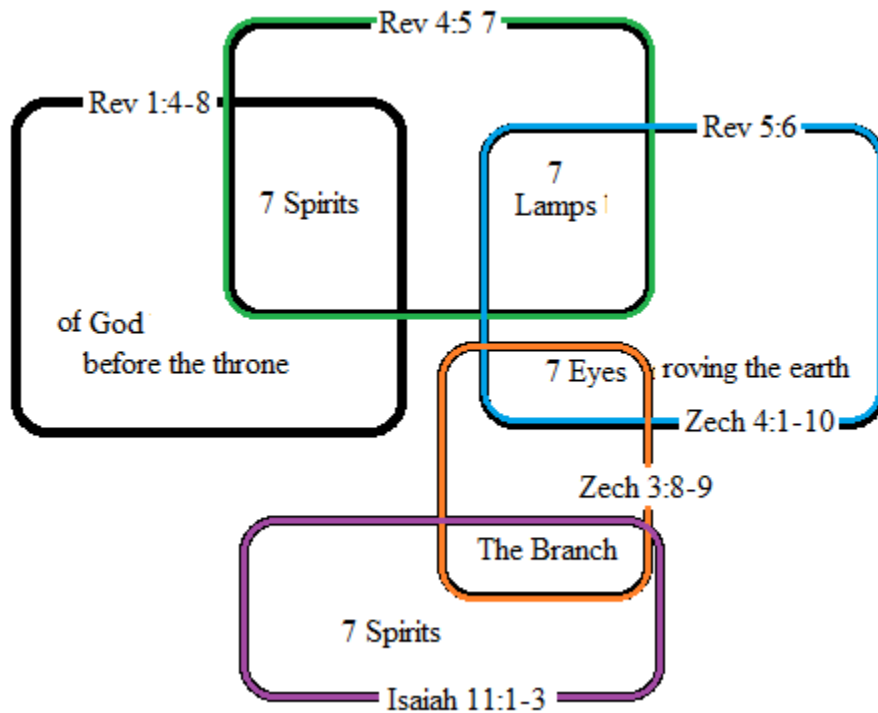 Rev 4:5 7
Rev 1:4-8
Rev 5:6
7 Spirits
7
Lamps
of God
before the throne
7 Eyes
roving the earth
Zech 4:1-10
Zech 3:8-9
The Branch
7 Spirits
Isaiah 11:1-3